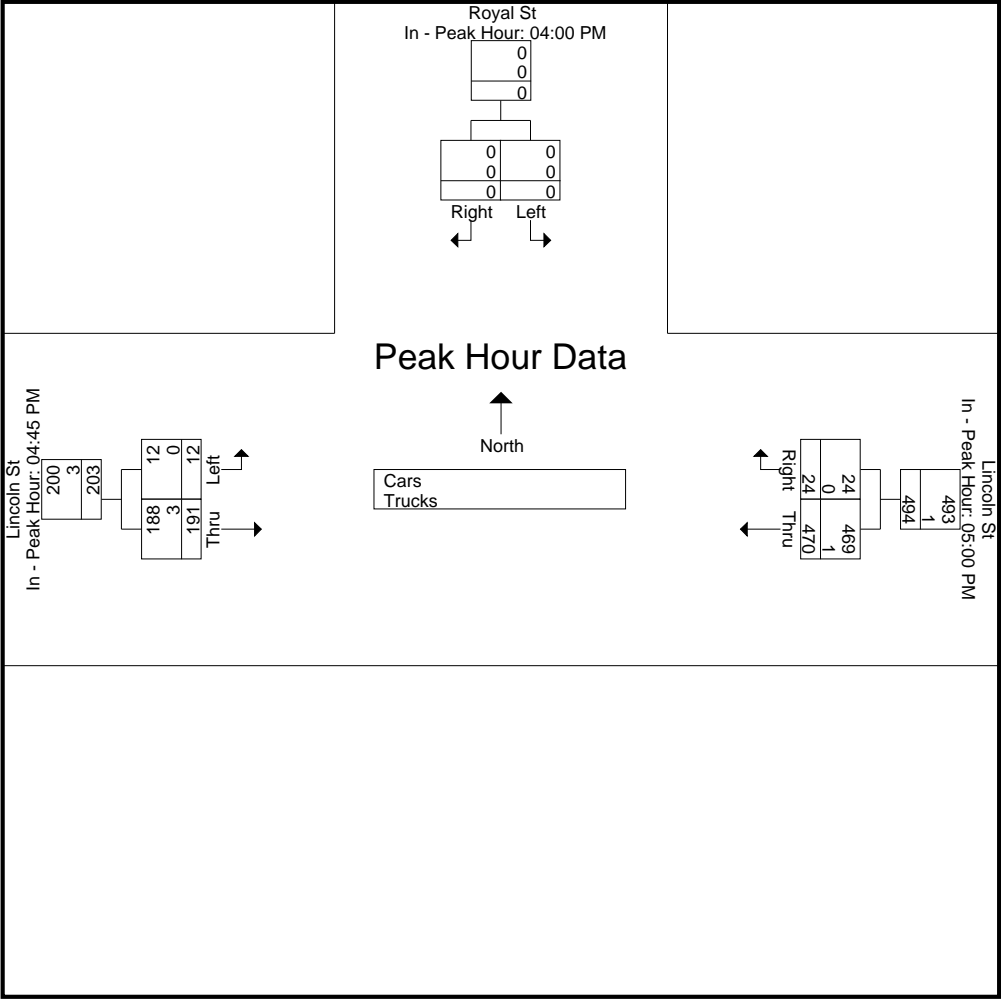 Royal St
In - Peak Hour: 04:00 PM
0
0
0
0 0
0 0
0 0
Right Left
Peak Hour Data
North
Cars
Trucks
Lincoln St
In - Peak Hour: 04:45 PM
200
3
203
12 188
0 3
12 191
Left Thru
Lincoln St
In - Peak Hour: 05:00 PM
493
1
494
24 469
0 1
24 470
Right Thru